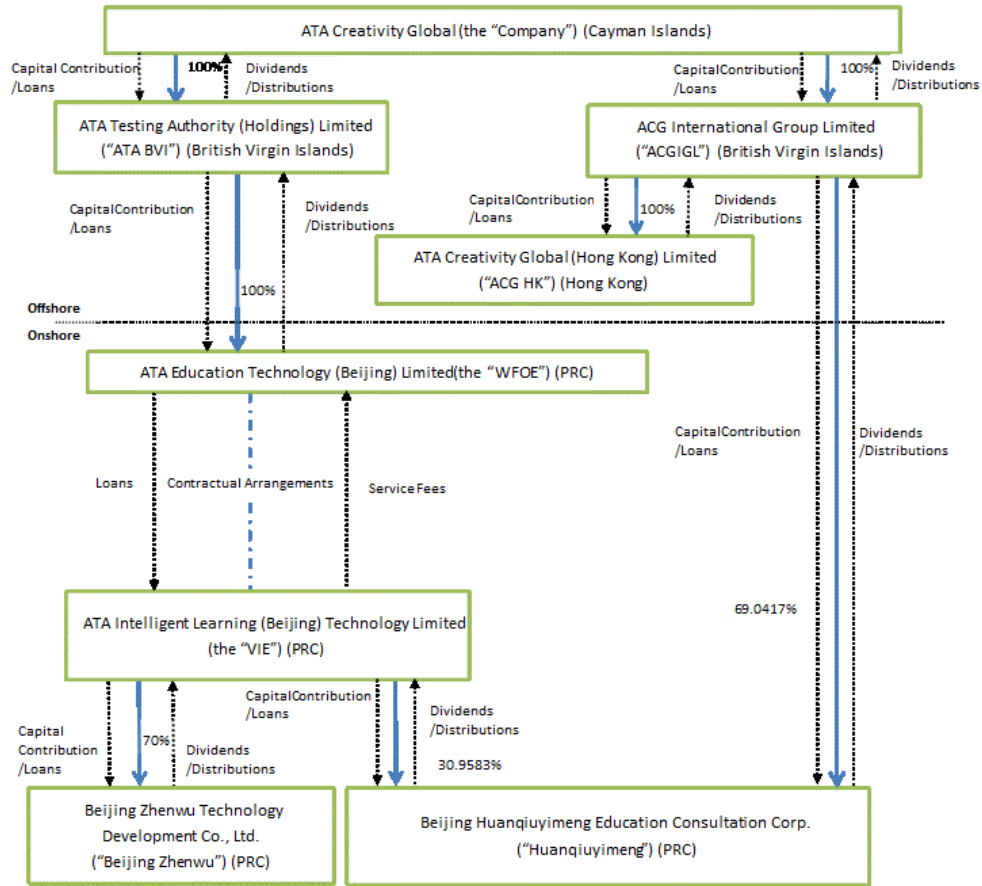 ATA Creativity Global (the “Company”) (Cayman Islands)
Capital Contribution
/Loans
100%
Dividends
/Distributions
Capital Contribution
/Loans
100%
Dividends
/Distributions
ATA Testing Authority (Holdings) Limited
(“ATA BVI”) (British Virgin Islands)
ACG International Group Limited
(“ACGIGL”) (British Virgin Islands)
CapitalContribution
/Loans
Dividends
/Distributions
CapitalContribution
/Loans
100%
Dividends
/Distributions
ATA Creativity Global (Hong Kong) Limited
(“ACG HK”) (Hong Kong)
100%
Offshore
Onshore
ATA Education Technology (Beijing) Limited(the “WFOE”) (PRC)
CapitalContribution
/Loans
Dividends
/Distributions
Loans
Contractual Arrangements
Service Fees
ATA Intelligent Learning (Beijing) Technology Limited
(the “VIE”) (PRC)
69.0417%
Capital
Contribution
/Loans
70%
Dividends
/Distributions
CapitalContribution
/Loans
Dividends
/Distributions
30.9583%
Beijing Zhenwu Technology
Development Co., Ltd.
(“Beijing Zhenwu”) (PRC)
Beijing Huanqiuyimeng Education Consultation Corp.
(“Huanqiuyimeng”) (PRC)